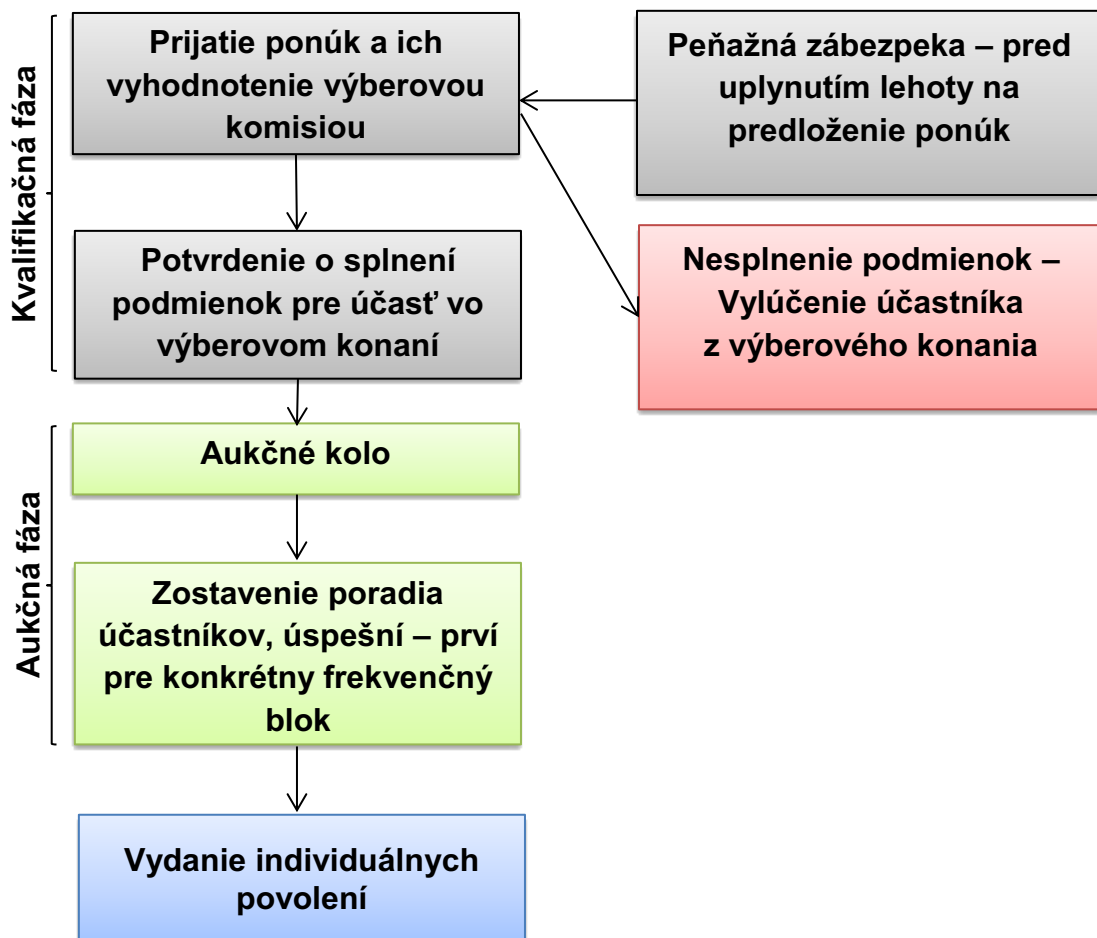 Kvalifikačná fáza
Prijatie ponúk a ich
vyhodnotenie výberovou
komisiou
Peňažná zábezpeka – pred
uplynutím lehoty na
predloženie ponúk
Potvrdenie o splnení
podmienok pre účasť vo
výberovom konaní
Nesplnenie podmienok –
Vylúčenie účastníka
z výberového konania
Aukčná fáza
Aukčné kolo
Zostavenie poradia
účastníkov, úspešní – prví
pre konkrétny frekvenčný
blok
Vydanie individuálnych
povolení